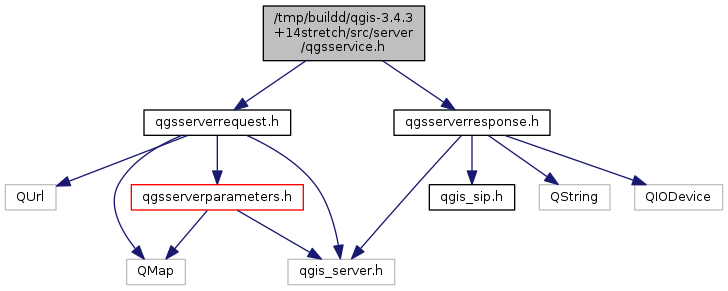 /tmp/buildd/qgis-3.4.3
+14stretch/src/server
/qgsservice.h
qgsserverrequest.h
qgsserverresponse.h
QUrl
qgsserverparameters.h
qgis_sip.h
QString
QIODevice
QMap
qgis_server.h